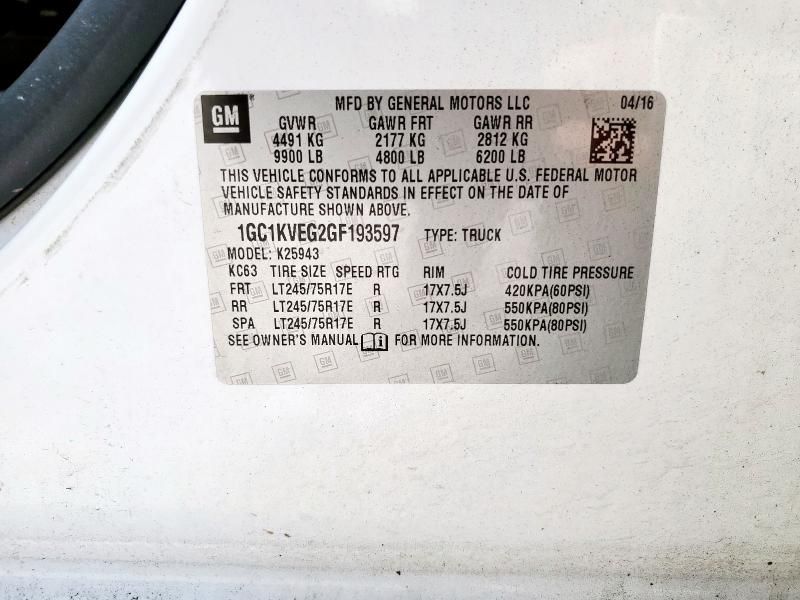 GM MFD BY GENERAL MOTORS LLC 04/16
GVWR GAWR FRT GAWR RR
4491 KG 2177 KG 2812 KG
9900 LB 4800 LB 6200 LB
THIS VEHICLE CONFORMS TO ALL APPLICABLE U.S. FEDERAL MOTOR
VEHICLE SAFETY STANDARDS IN EFFECT ON THE DATE OF
MANUFACTURE SHOWN ABOVE.
1GC1KVEG2GF193597 TYPE: TRUCK
MODEL: K25943
KC63 TIRE SIZE SPEED RTG RIM COLD TIRE PRESSURE
FRT LT245/75R17E R 17X7.5J 420KPA(60PSI)
RR LT245/75R17E R 17X7.5J 550KPA(80PSI)
SPA LT245/75R17E R 17X7.5J 550KPA(80PSI)
SEE OWNER'S MANUAL i FOR MORE INFORMATION.